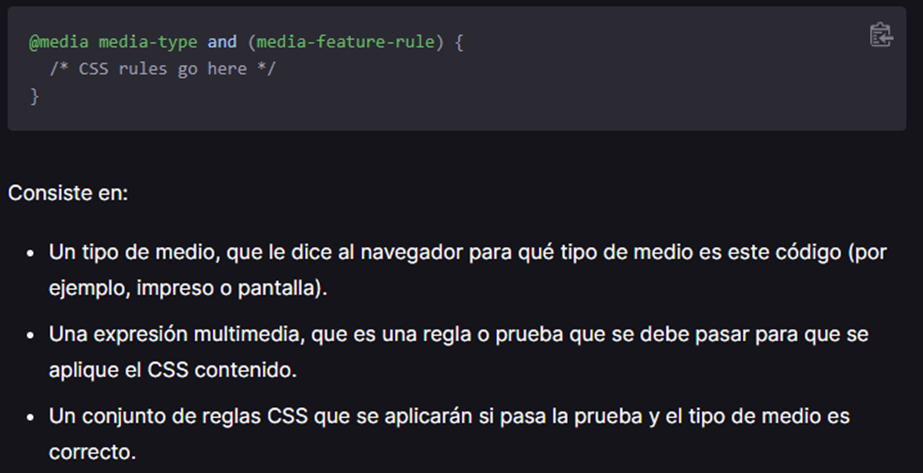 @media media-type and (media-feature-rule) {
  /* CSS rules go here */
}
Consiste en:
• Un tipo de medio, que le dice al navegador para qué tipo de medio es este código (por
ejemplo, impreso o pantalla).
• Una expresión multimedia, que es una regla o prueba que se debe pasar para que se
aplique el CSS contenido.
• Un conjunto de reglas CSS que se aplicarán si pasa la prueba y el tipo de medio es
correcto.